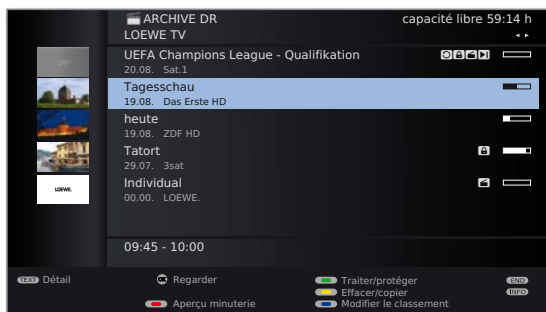 ARCHIVE DR capacité libre 59:14 h
LOEWE TV
UEFA Champions League - Qualifikation
20.08. Sat.1
Tagesschau
19.08. Das Erste HD
heute
19.08. ZDF HD
Tatort
29.07. 3sat
Individual
00.00. LOEWE.
LOEWE.
09:45 - 10:00
TEXT Détail
OK Regarder
Traiter/protéger
END
Effacer/copier
INFO
Aperçu minuterie
Modifier le classement